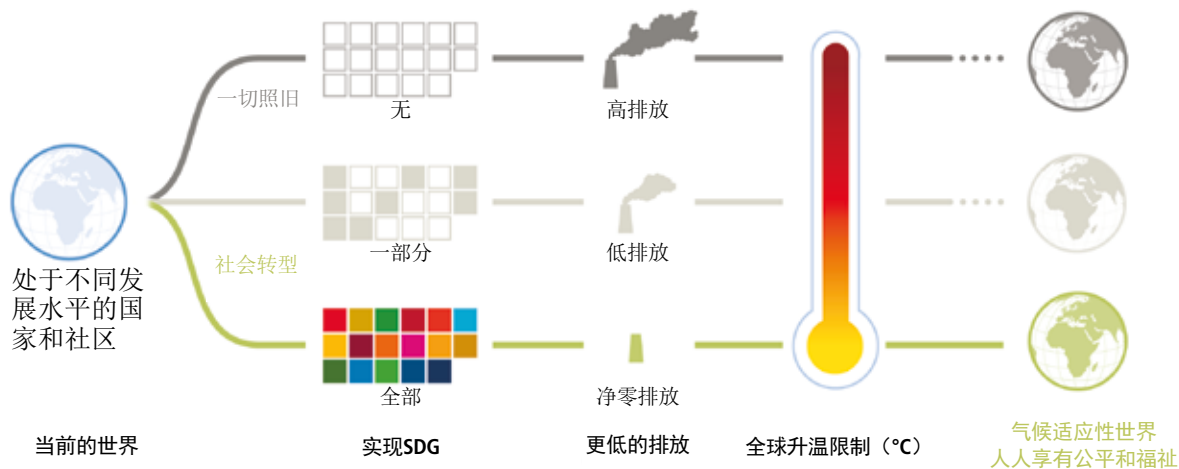 一切照旧
无
高排放
处于不同发
展水平的国
家和社区
社会转型
一部分
低排放
全部
净零排放
当前的世界
实现SDG
更低的排放
全球升温限制（°C）
气候适应性世界
人人享有公平和福祉